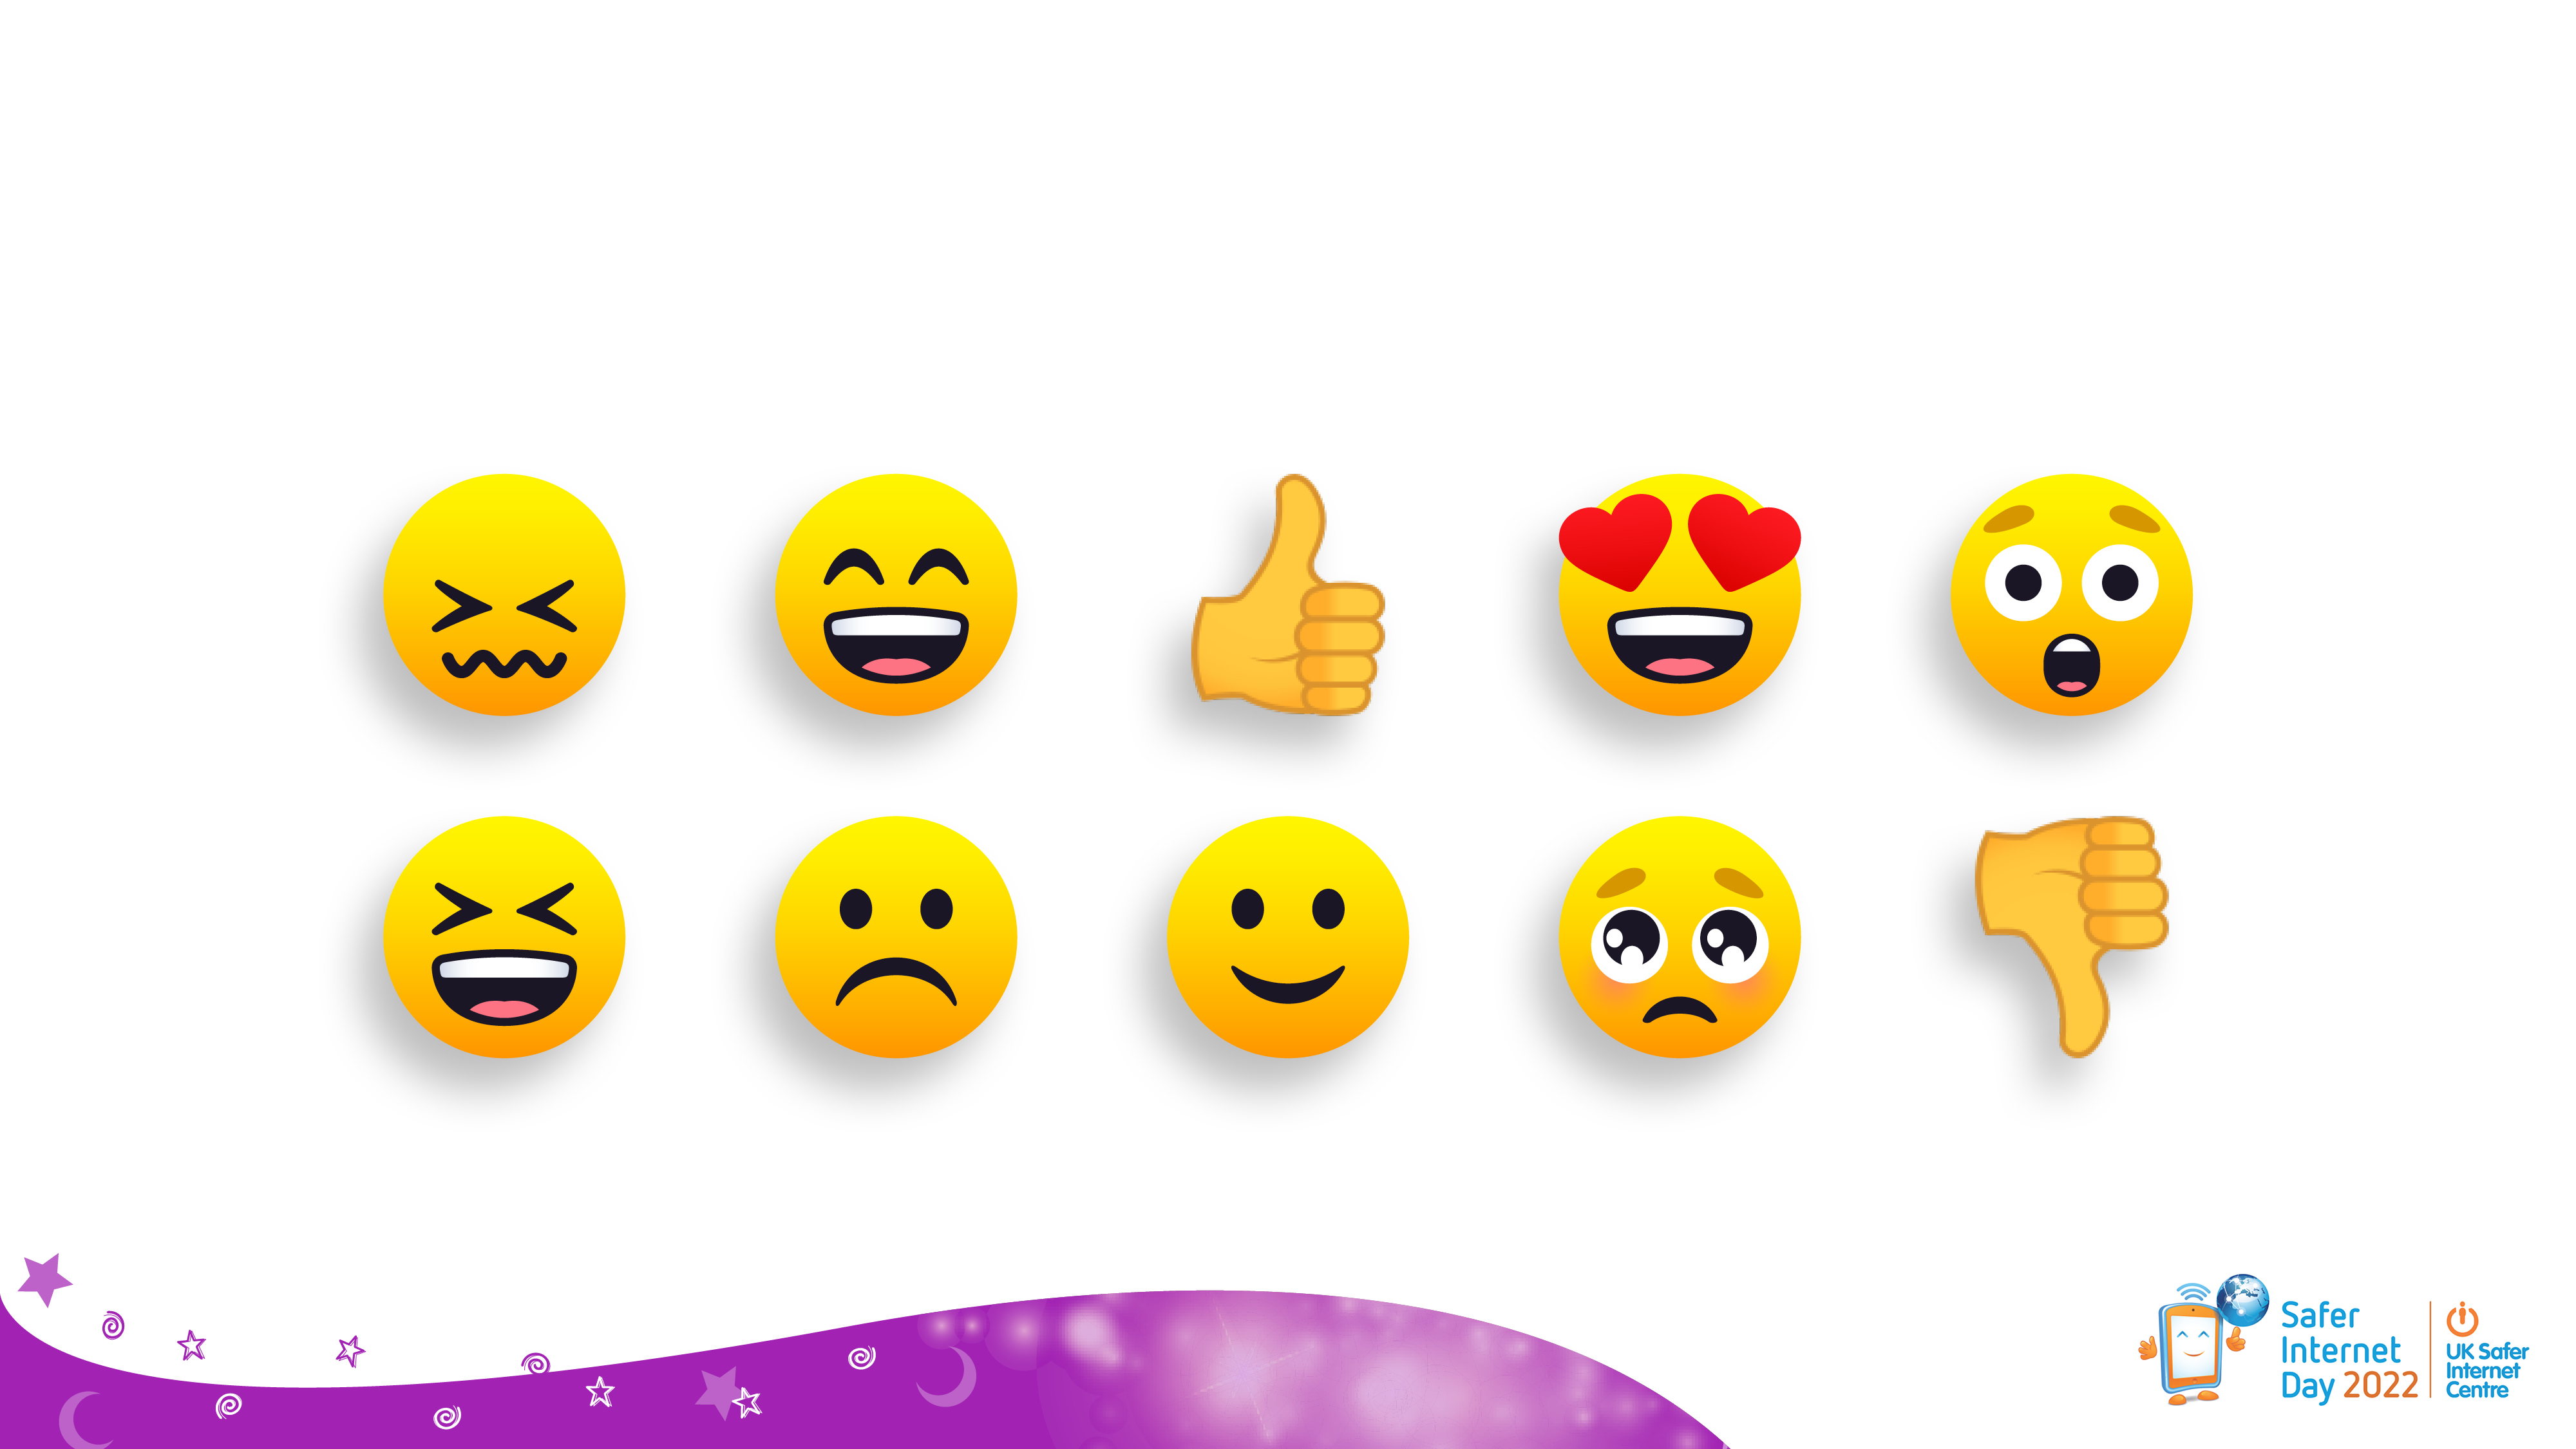 Safer
Internet
Day 2022
UK Safer
Internet
Centre